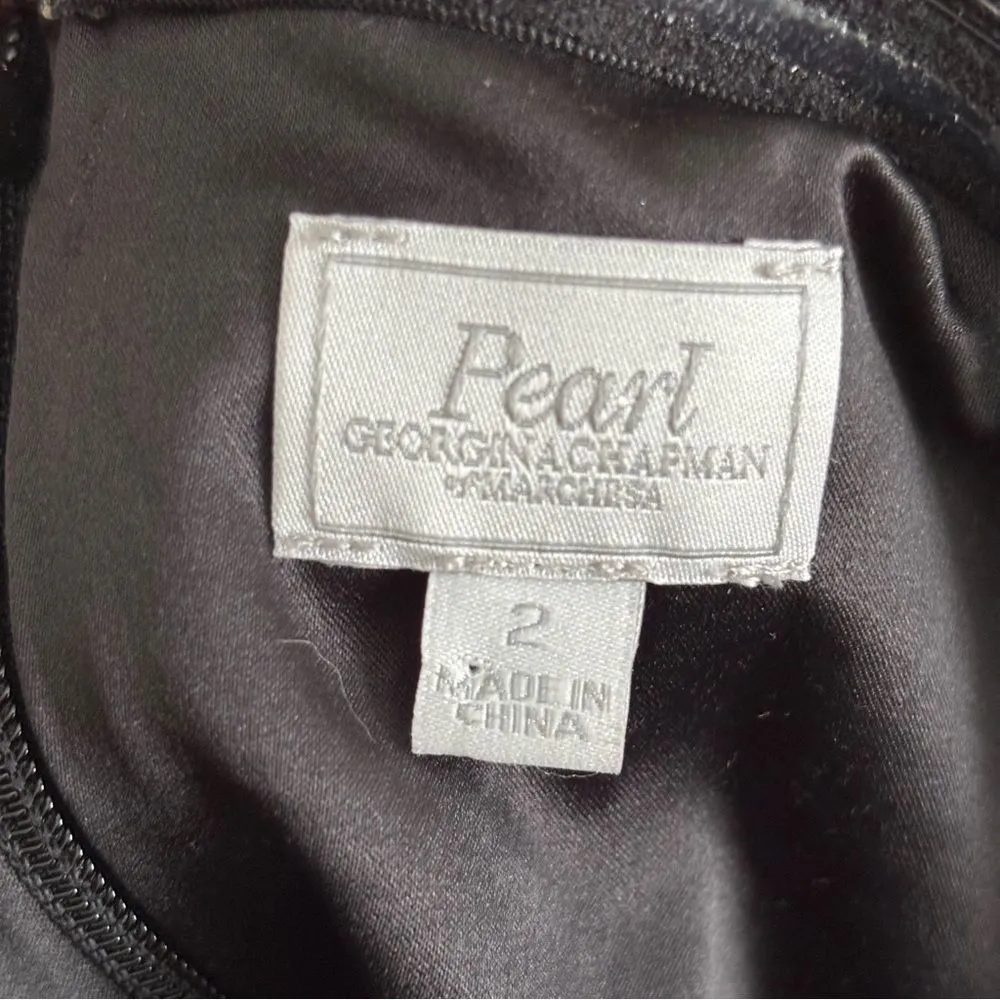 Pearl
GEORGINA CHAPMAN
of MARCHESA
2
MADE IN
CHINA